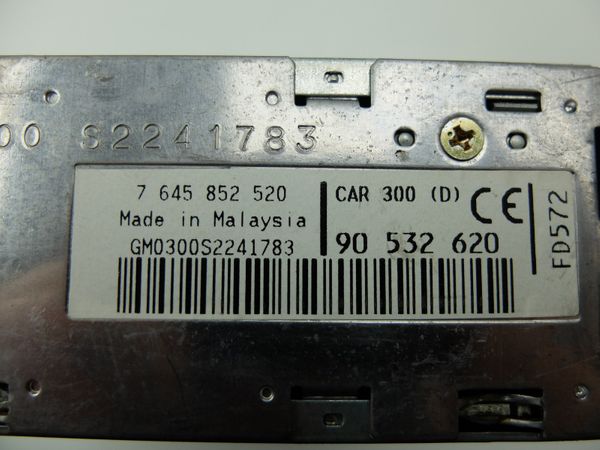 00 S2241783
7 645 852 520
Made in Malaysia
GM0300S2241783
CAR 300 (D)
90 532 620
CE
FD572